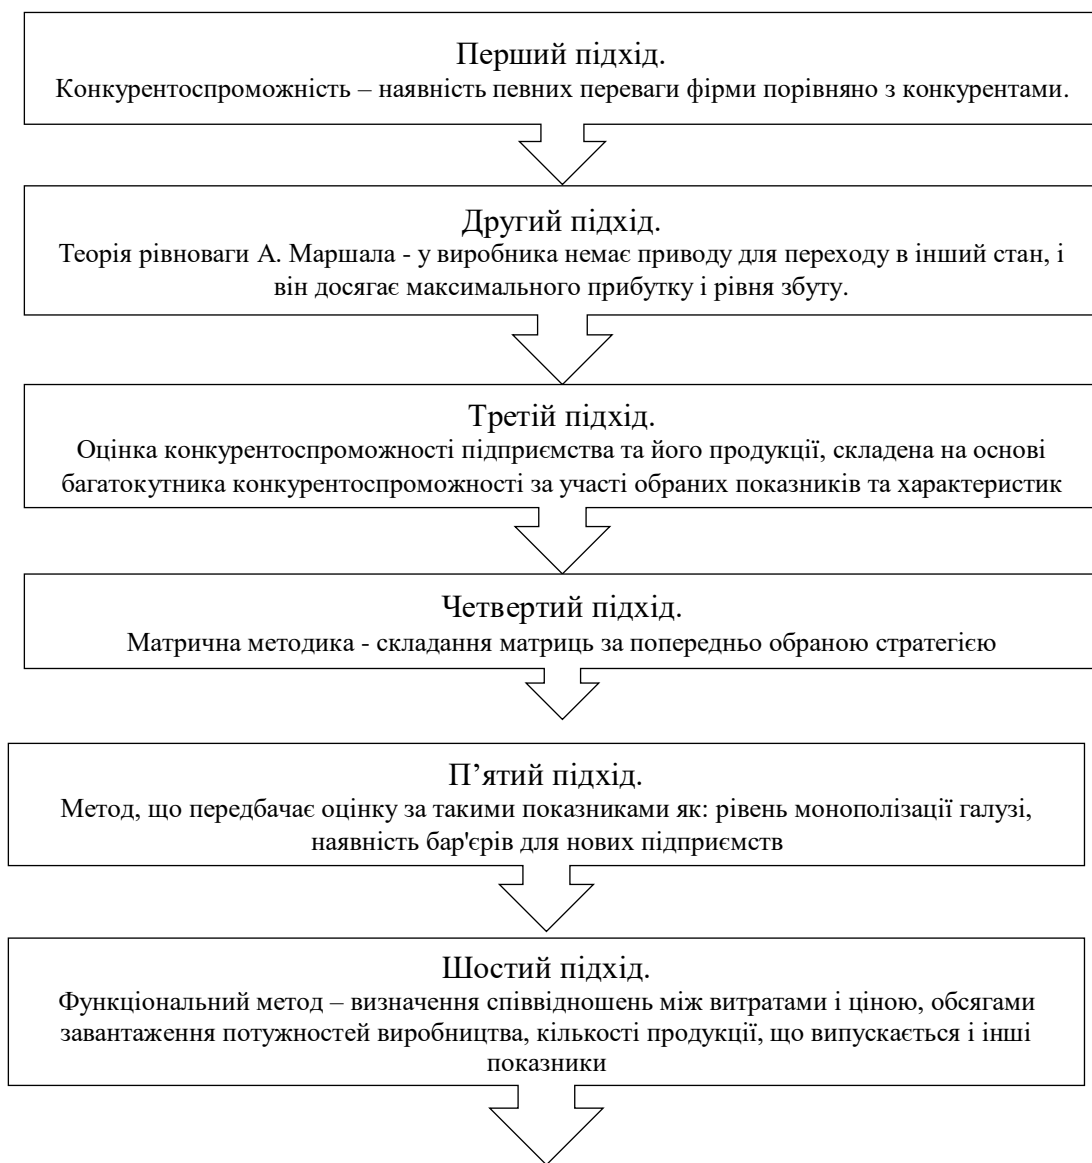 Перший підхід.
Конкурентоспроможність – наявність певних переваги фірми порівняно з конкурентами.
Другий підхід.
Теорія рівноваги А. Маршала - у виробника немає приводу для переходу в інший стан, і
він досягає максимального прибутку і рівня збуту.
Третій підхід.
Оцінка конкурентоспроможності підприємства та його продукції, складена на основі
багатокутника конкурентоспроможності за участі обраних показників та характеристик
Четвертий підхід.
Матрична методика - складання матриць за попередньо обраною стратегією
П’ятий підхід.
Метод, що передбачає оцінку за такими показниками як: рівень монополізації галузі,
наявність бар'єрів для нових підприємств
Шостий підхід.
Функціональний метод – визначення співвідношень між витратами і ціною, обсягами
завантаження потужностей виробництва, кількості продукції, що випускається і інші
показники